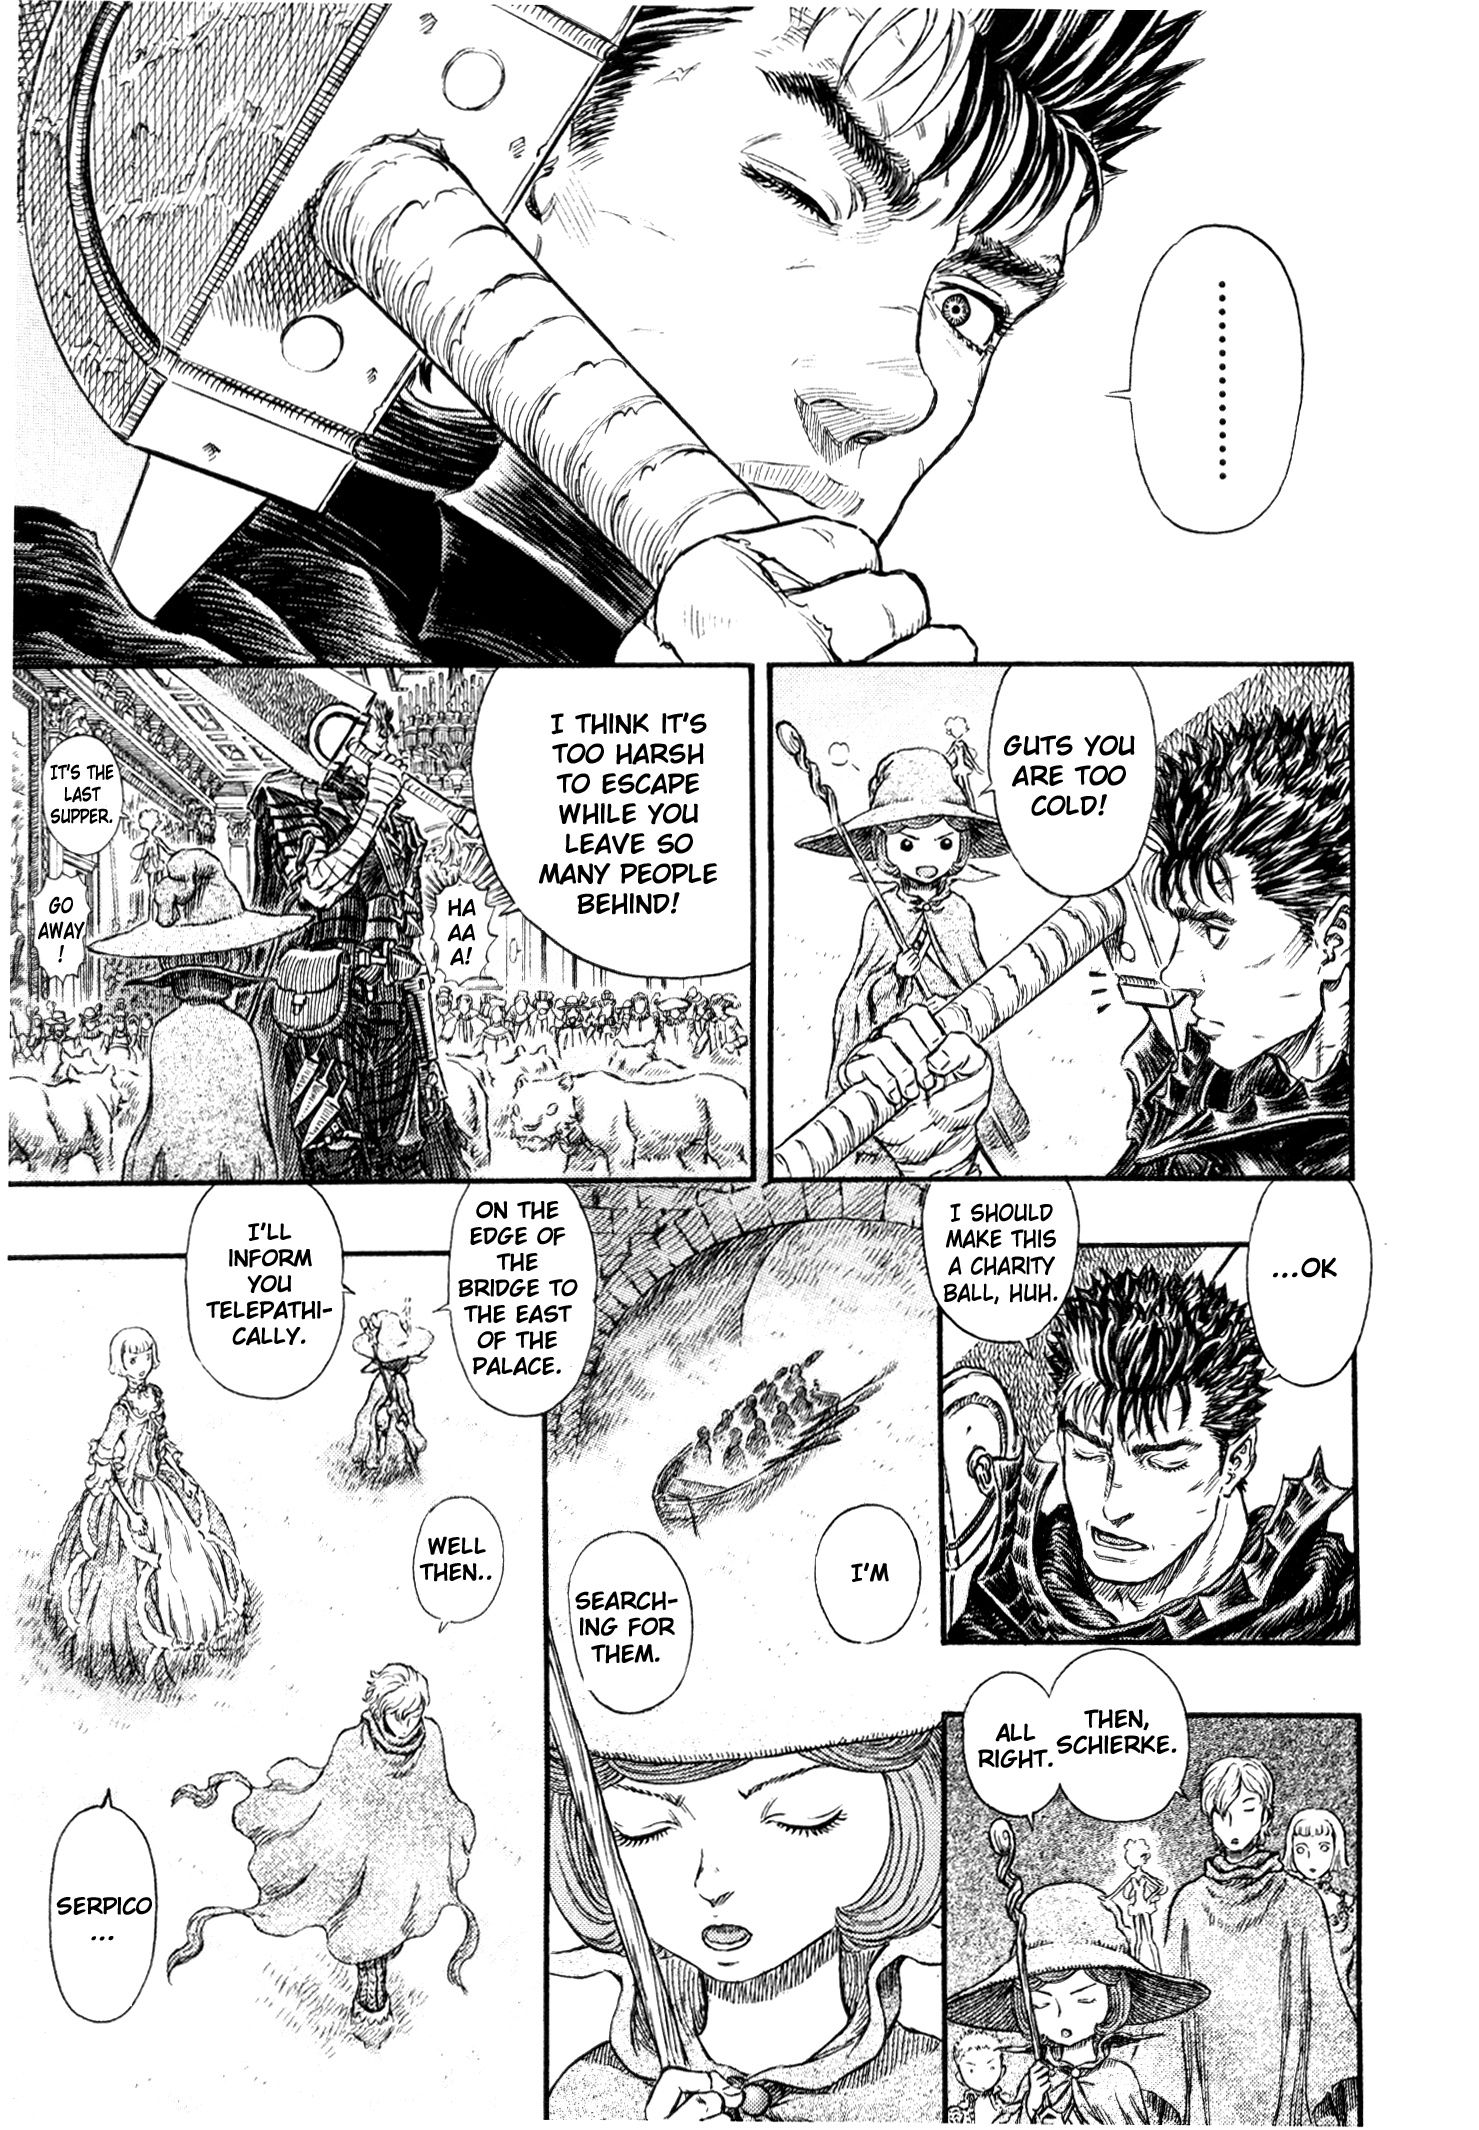 ............
GUTS YOU
ARE TOO
COLD!
I THINK IT'S
TOO HARSH
TO ESCAPE
WHILE YOU
LEAVE SO
MANY PEOPLE
BEHIND!
HA
AA
A!
IT'S THE
LAST
SUPPER.
GO
AWAY
!
...OK
I SHOULD
MAKE THIS
A CHARITY
BALL, HUH.
THEN,
SCHIERKE.
ALL
RIGHT.
I'M
SEARCH-
ING FOR
THEM.
ON THE
EDGE OF
THE
BRIDGE TO
THE EAST
OF THE
PALACE.
I'LL
INFORM
YOU
TELEPATHI-
CALLY.
WELL
THEN..
SERPICO
...